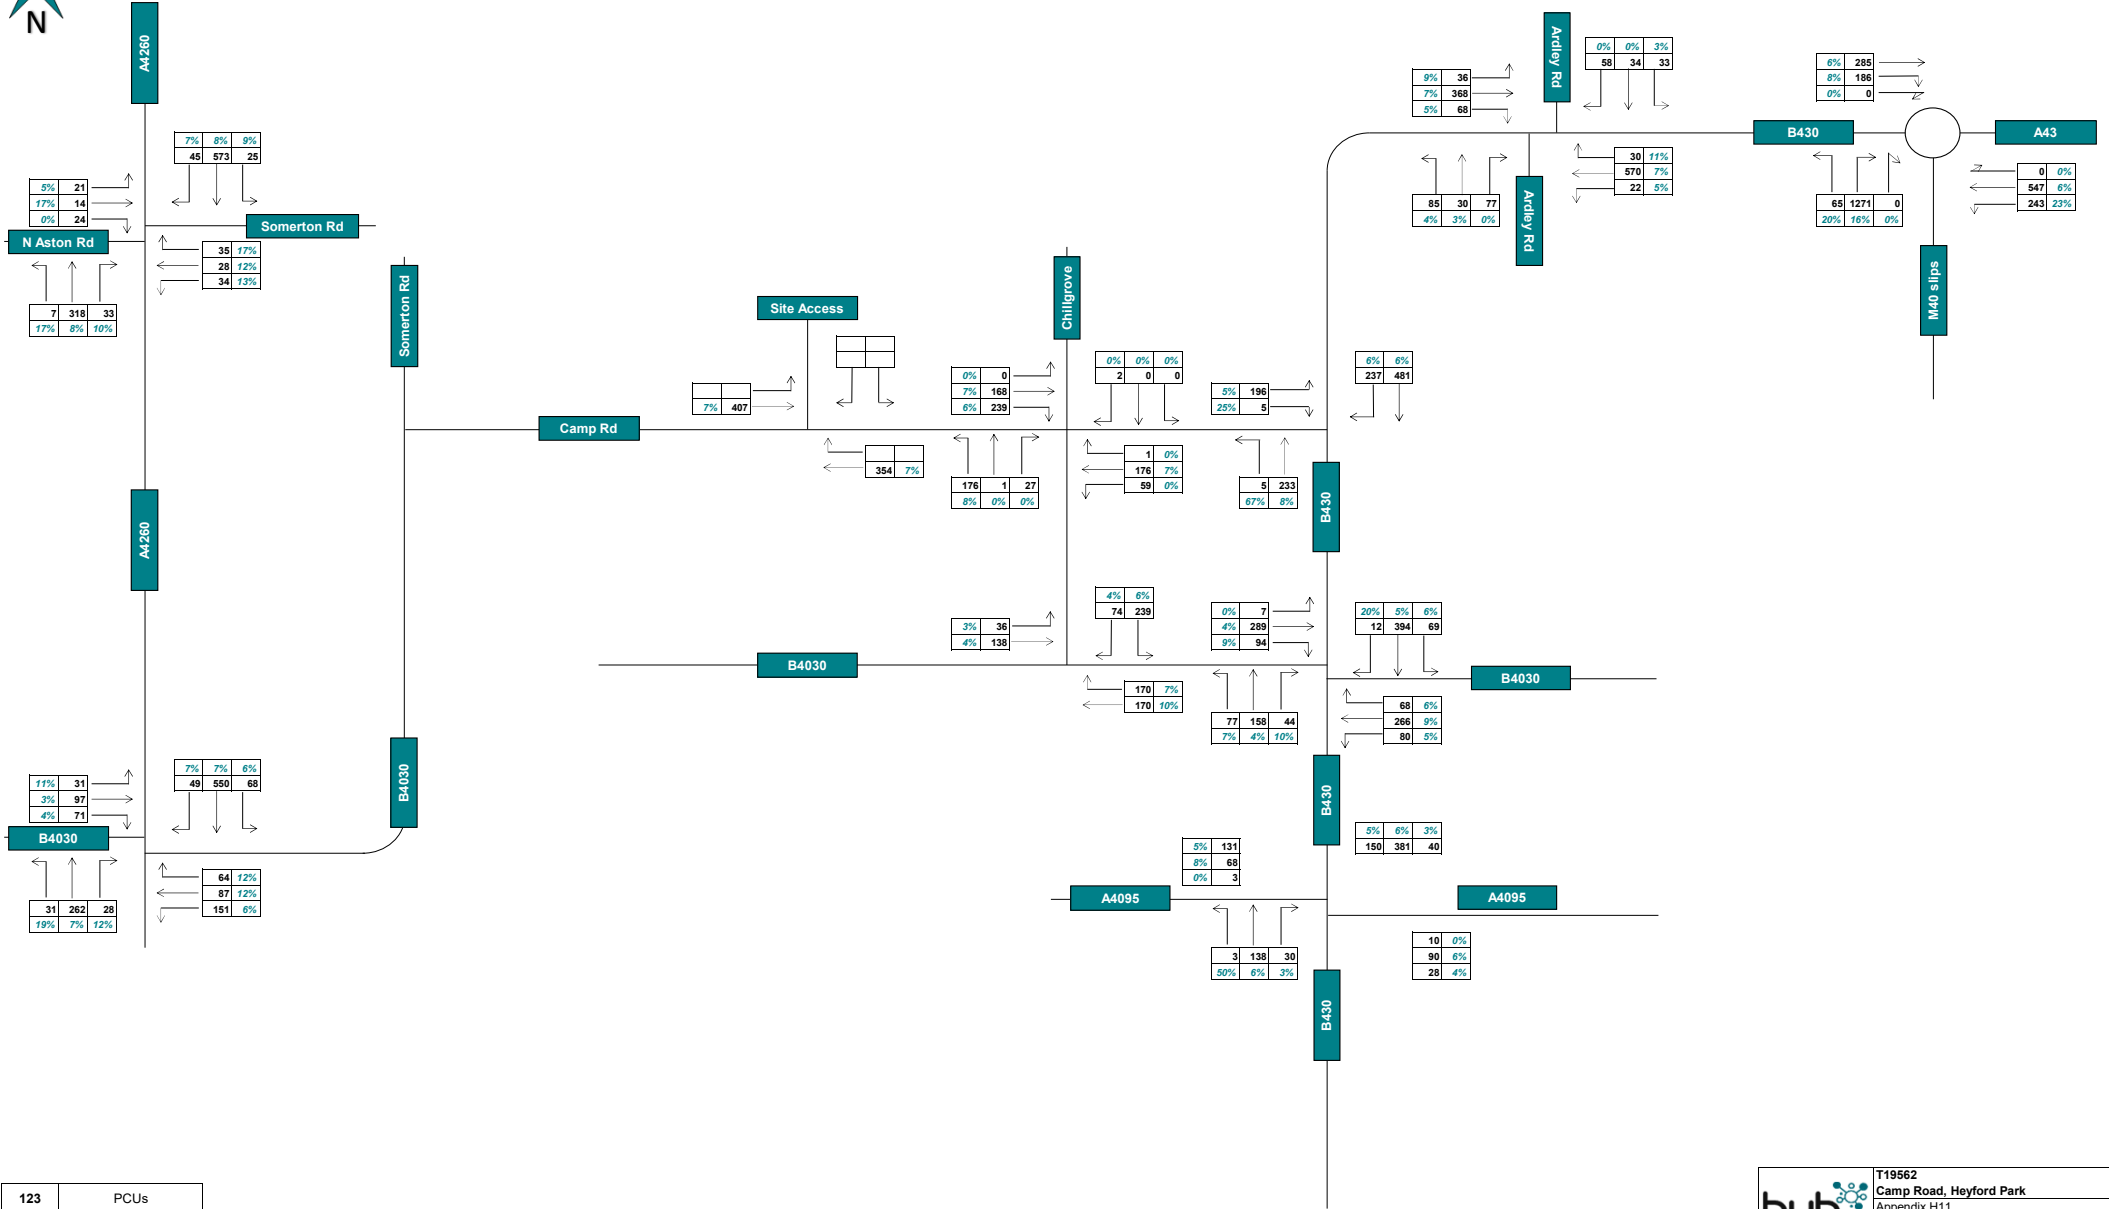 N
A4260
7% 8% 9%
45 573 25
5% 21
17% 14
0% 24
N Aston Rd
Somerton Rd
35 17%
28 12%
34 13%
7 318 33
17% 8% 10%
Somerton Rd
A4260
B4030
11% 31
3% 97
4% 71
B4030
7% 7% 6%
49 550 68
64 12%
87 12%
151 6%
31 262 28
19% 7% 12%
Camp Rd
Site Access
7% 407
354 7%
Chillgrove
0% 0
7% 168
6% 239
0% 0% 0%
2 0 0
176 1 27
8% 0% 0%
1 0%
176 7%
59 0%
5% 196
25% 5
6% 6%
237 481
5 233
67% 8%
B430
9% 36
7% 368
5% 68
Ardley Rd
0% 0% 3%
58 34 33
85 30 77
4% 3% 0%
Ardley Rd
30 11%
570 7%
22 5%
6% 285
8% 186
0% 0
B430
A43
65 1271 0
20% 16% 0%
0 0%
547 6%
243 23%
M40 slips
B4030
3% 36
4% 138
4% 6%
74 239
170 7%
170 10%
0% 7
4% 289
9% 94
20% 5% 6%
12 394 69
B4030
77 158 44
7% 4% 10%
68 6%
266 9%
80 5%
B430
5% 6% 3%
150 381 40
5% 131
8% 68
0% 3
A4095
A4095
3 138 30
50% 6% 3%
10 0%
90 6%
28 4%
B430
123 PCUs
hub
T19562
Camp Road, Heyford Park
Appendix H11